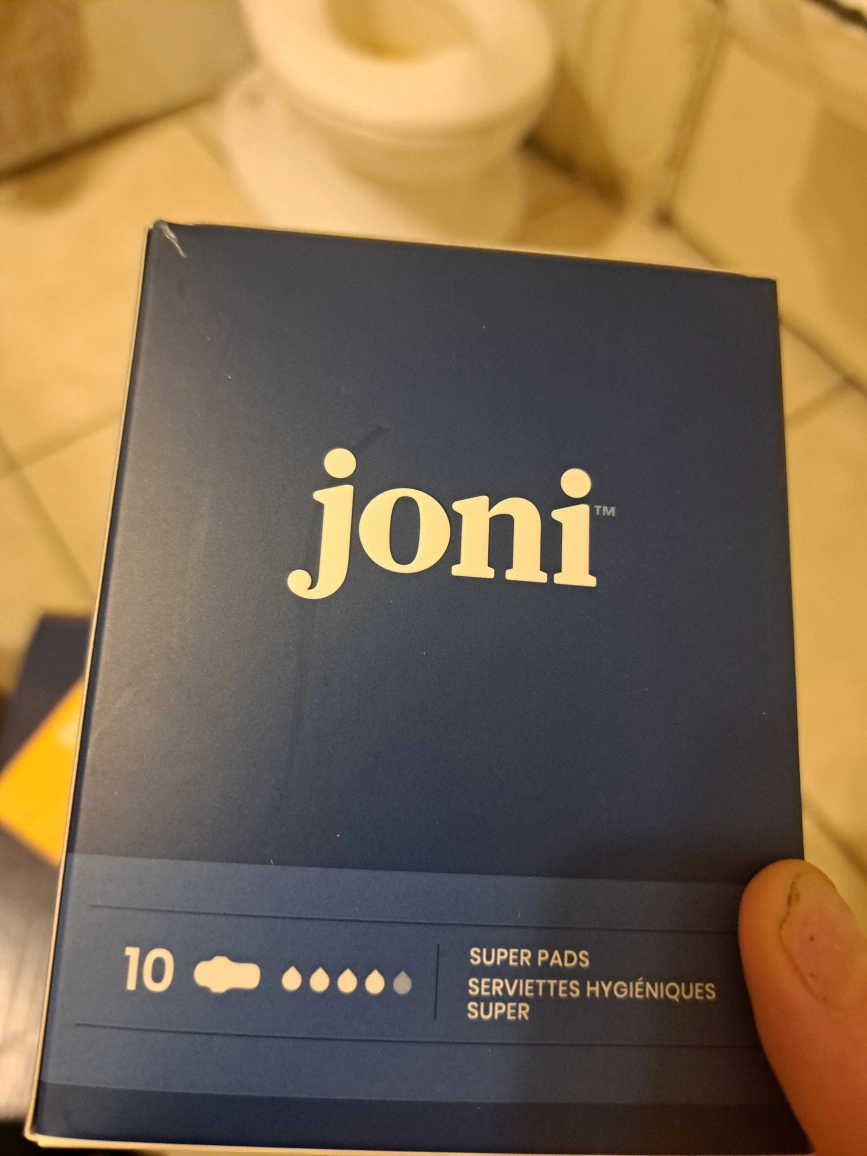 joni™
10
SUPER PADS
SERVIETTES HYGIÉNIQUES
SUPER